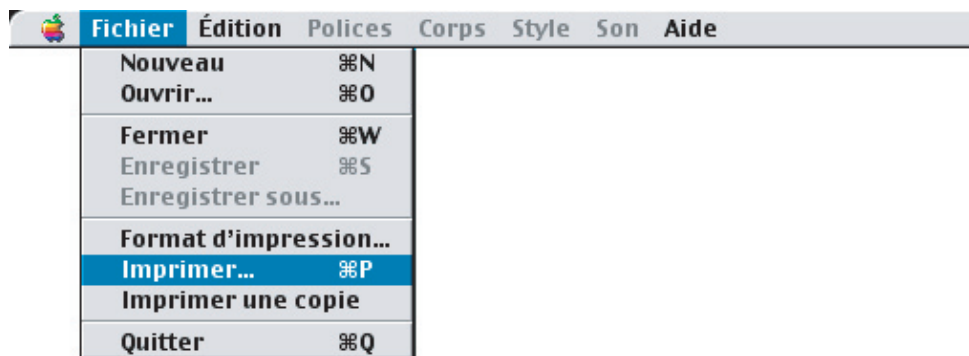 Fichier Édition Polices Corps Style Son Aide
Nouveau ⌘N
Ouvrir... ⌘O
Fermer ⌘W
Enregistrer ⌘S
Enregistrer sous...
Format d'impression...
Imprimer... ⌘P
Imprimer une copie
Quitter ⌘Q